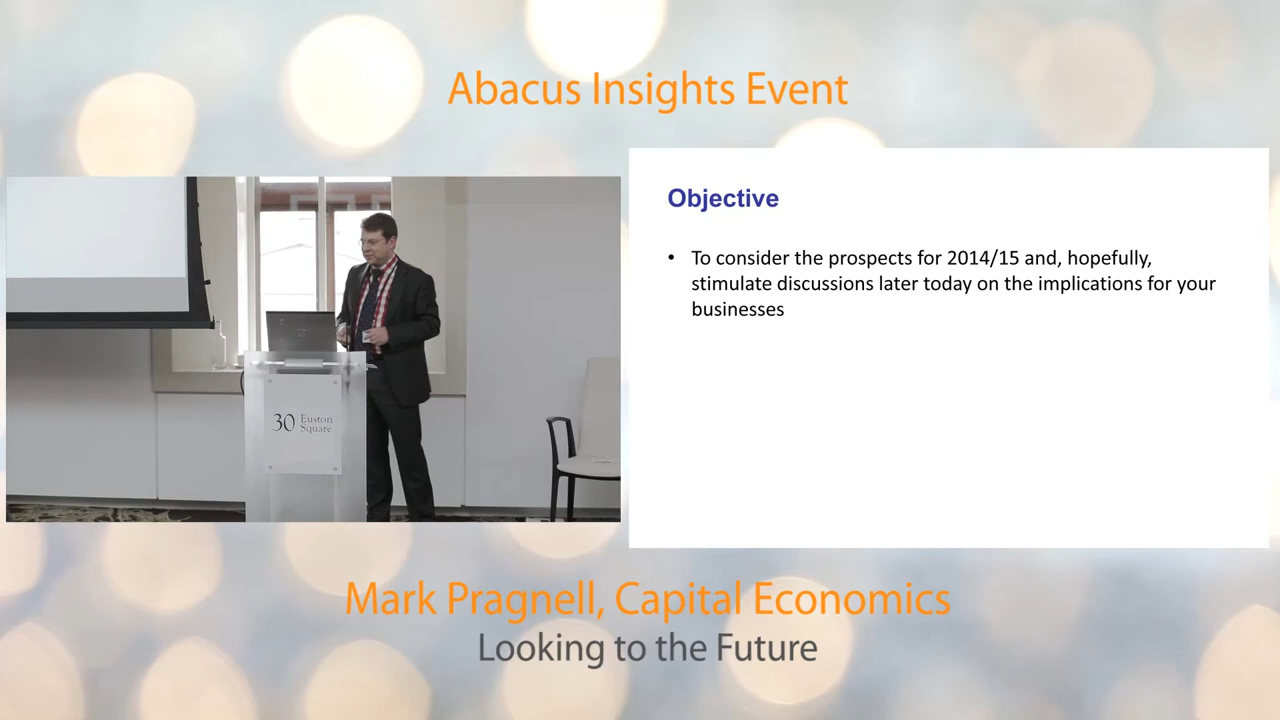 Abacus Insights Event
Objective
• To consider the prospects for 2014/15 and, hopefully,
stimulate discussions later today on the implications for your
businesses
30 Euston
Square
Mark Pragnell, Capital Economics
Looking to the Future